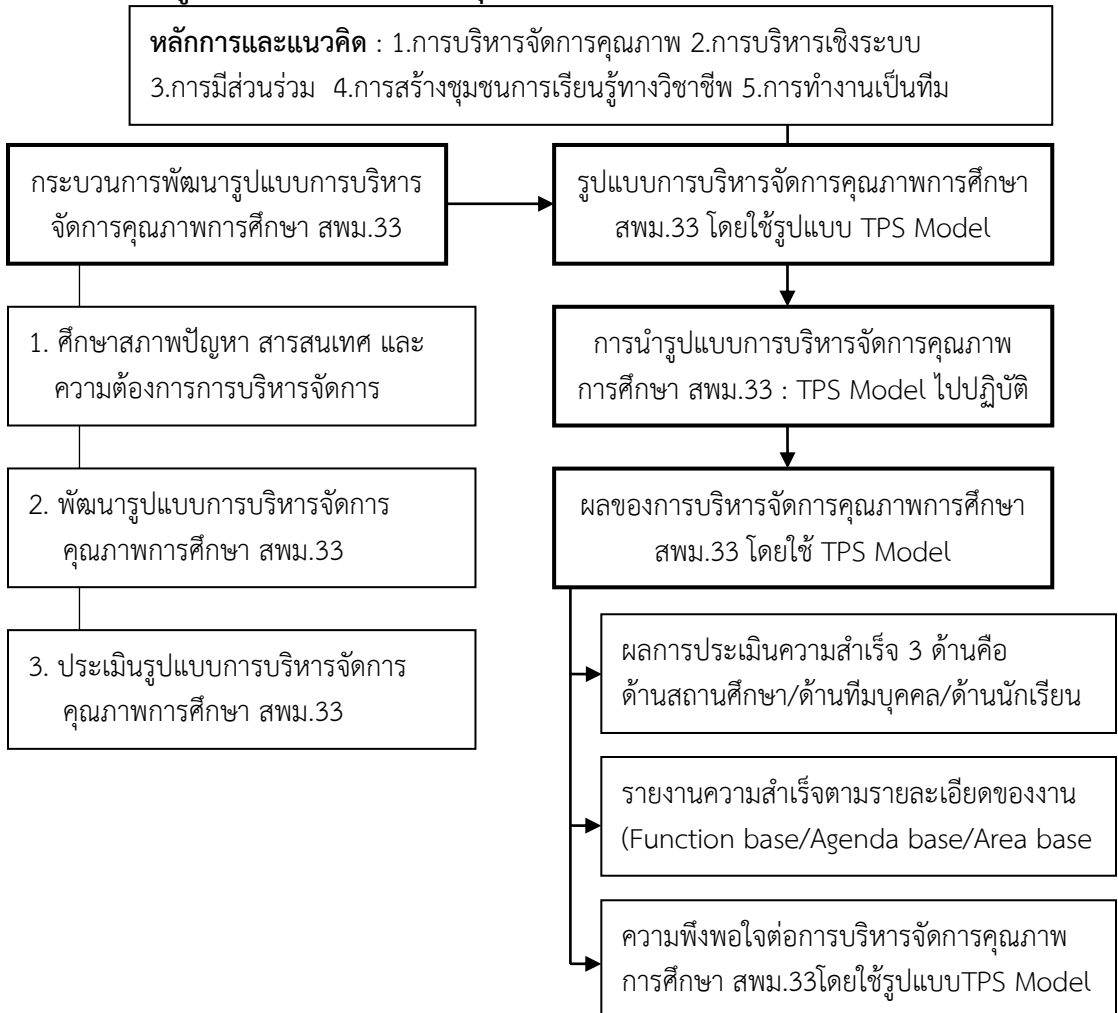 หลักการและแนวคิด : 1.การบริหารจัดการคุณภาพ 2.การบริหารเชิงระบบ
3.การมีส่วนร่วม 4.การสร้างชุมชนการเรียนรู้ทางวิชาชีพ 5.การทำงานเป็นทีม
กระบวนการพัฒนารูปแบบการบริหาร
จัดการคุณภาพการศึกษา สพม.33
รูปแบบการบริหารจัดการคุณภาพการศึกษา
สพม.33 โดยใช้รูปแบบ TPS Model
1. ศึกษาสภาพปัญหา สารสนเทศ และ
ความต้องการการบริหารจัดการ
การนำรูปแบบการบริหารจัดการคุณภาพ
การศึกษา สพม.33 : TPS Model ไปปฏิบัติ
2. พัฒนารูปแบบการบริหารจัดการ
คุณภาพการศึกษา สพม.33
ผลของการบริหารจัดการคุณภาพการศึกษา
สพม.33 โดยใช้ TPS Model
3. ประเมินรูปแบบการบริหารจัดการ
คุณภาพการศึกษา สพม.33
ผลการประเมินความสำเร็จ 3 ด้านคือ
ด้านสถานศึกษา/ด้านทีมบุคคล/ด้านนักเรียน
รายงานความสำเร็จตามรายละเอียดของงาน
(Function base/Agenda base/Area base
ความพึงพอใจต่อการบริหารจัดการคุณภาพ
การศึกษา สพม.33โดยใช้รูปแบบTPS Model